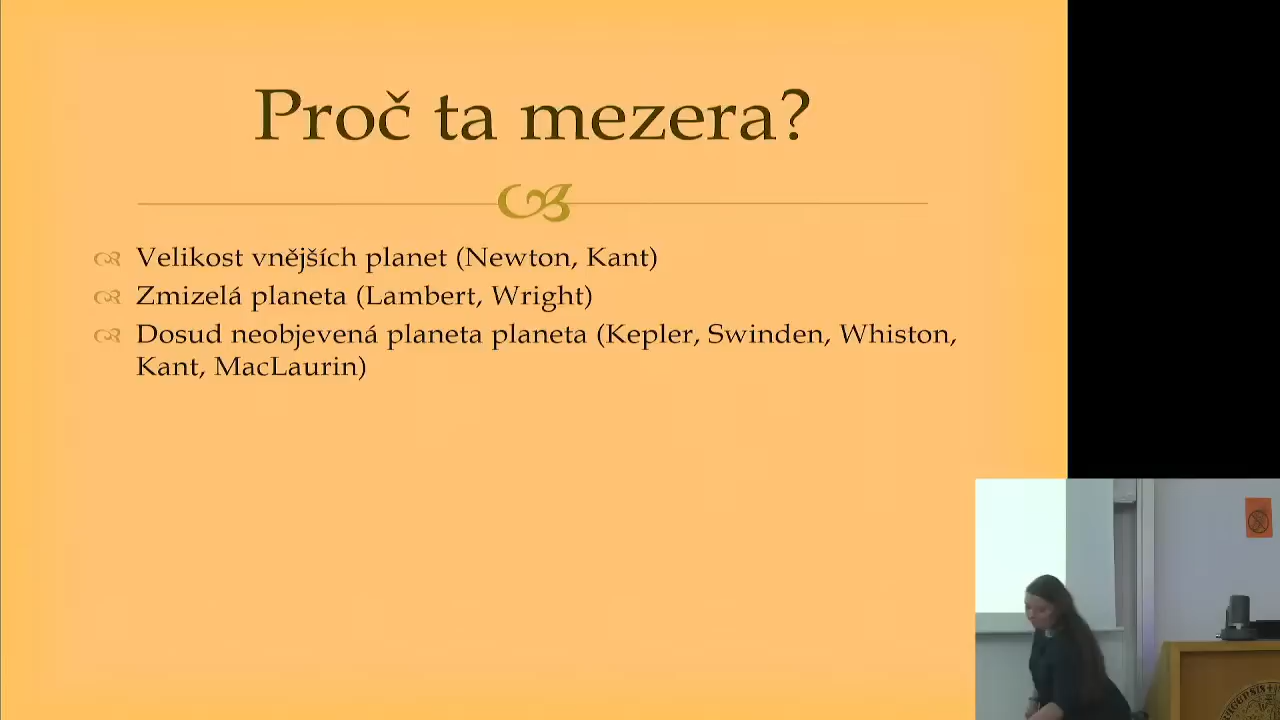 Proč ta mezera?
Velikost vnějších planet (Newton, Kant)
Zmizelá planeta (Lambert, Wright)
Dosud neobjevená planeta planeta (Kepler, Swinden, Whiston,
Kant, MacLaurin)